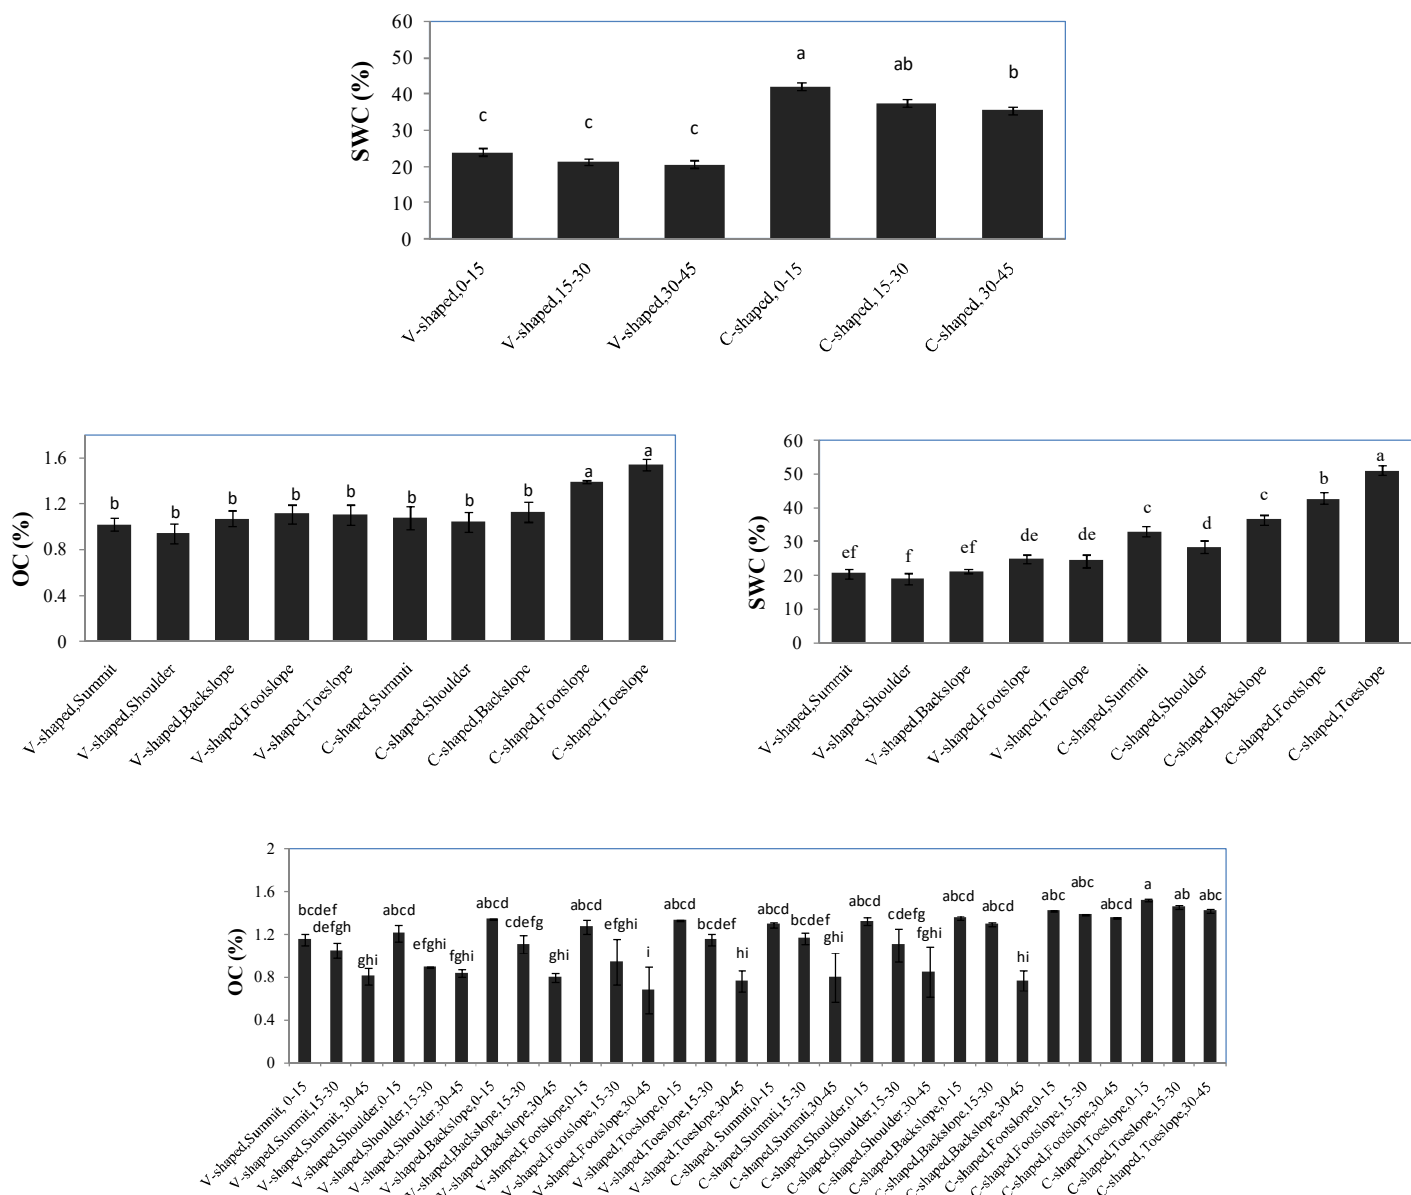 60
50
40
30
20
10
0
SWC (%)
c
c
c
a
ab
b
V-shaped,0-15
V-shaped,15-30
V-shaped,30-45
C-shaped, 0-15
C-shaped, 15-30
C-shaped, 30-45
1.6
1.2
0.8
0.4
0
OC (%)
b
b
b
b
b
b
b
b
a
a
V-shaped,Summit
V-shaped,Shoulder
V-shaped,Backslope
V-shaped,Footslope
V-shaped,Toeslope
C-shaped,Summti
C-shaped,Shoulder
C-shaped,Backslope
C-shaped,Footslope
C-shaped,Toeslope
60
50
40
30
20
10
0
SWC (%)
ef
f
ef
de
de
c
d
c
b
a
V-shaped,Summit
V-shaped,Shoulder
V-shaped,Backslope
V-shaped,Footslope
V-shaped,Toeslope
C-shaped,Summti
C-shaped,Shoulder
C-shaped,Backslope
C-shaped,Footslope
C-shaped,Toeslope
2
1.6
1.2
0.8
0.4
0
OC (%)
bcdef
defgh
ghi
abcd
efghi
fghi
abcd
cdefg
ghi
abcd
efghi
i
abcd
bcdef
hi
abcd
bcdef
ghi
abcd
cdefg
fghi
abcd
abcd
hi
abc
abc
abcd
a
ab
abc
V-shaped,Summit, 0-15
V-shaped,Summit,15-30
V-shaped,Summit, 30-45
V-shaped,Shoulder,0-15
V-shaped,Shoulder,15-30
V-shaped,Shoulder,30-45
V-shaped,Backslope,0-15
V-shaped,Backslope,15-30
V-shaped,Backslope,30-45
V-shaped,Footslope,0-15
V-shaped,Footslope,15-30
V-shaped,Footslope,30-45
V-shaped,Toeslope,0-15
V-shaped,Toeslope,15-30
V-shaped,Toeslope,30-45
C-shaped, Summti,0-15
C-shaped,Summti,15-30
C-shaped,Summti,30-45
C-shaped,Shoulder,0-15
C-shaped,Shoulder,15-30
C-shaped,Shoulder,30-45
C-shaped,Backslope,0-15
C-shaped,Backslope,15-30
C-shaped,Backslope,30-45
C-shaped,Footslope,0-15
C-shaped,Footslope,15-30
C-shaped,Footslope,30-45
C-shaped,Toeslope,0-15
C-shaped,Toeslope,15-30
C-shaped, Toeslope,30-45